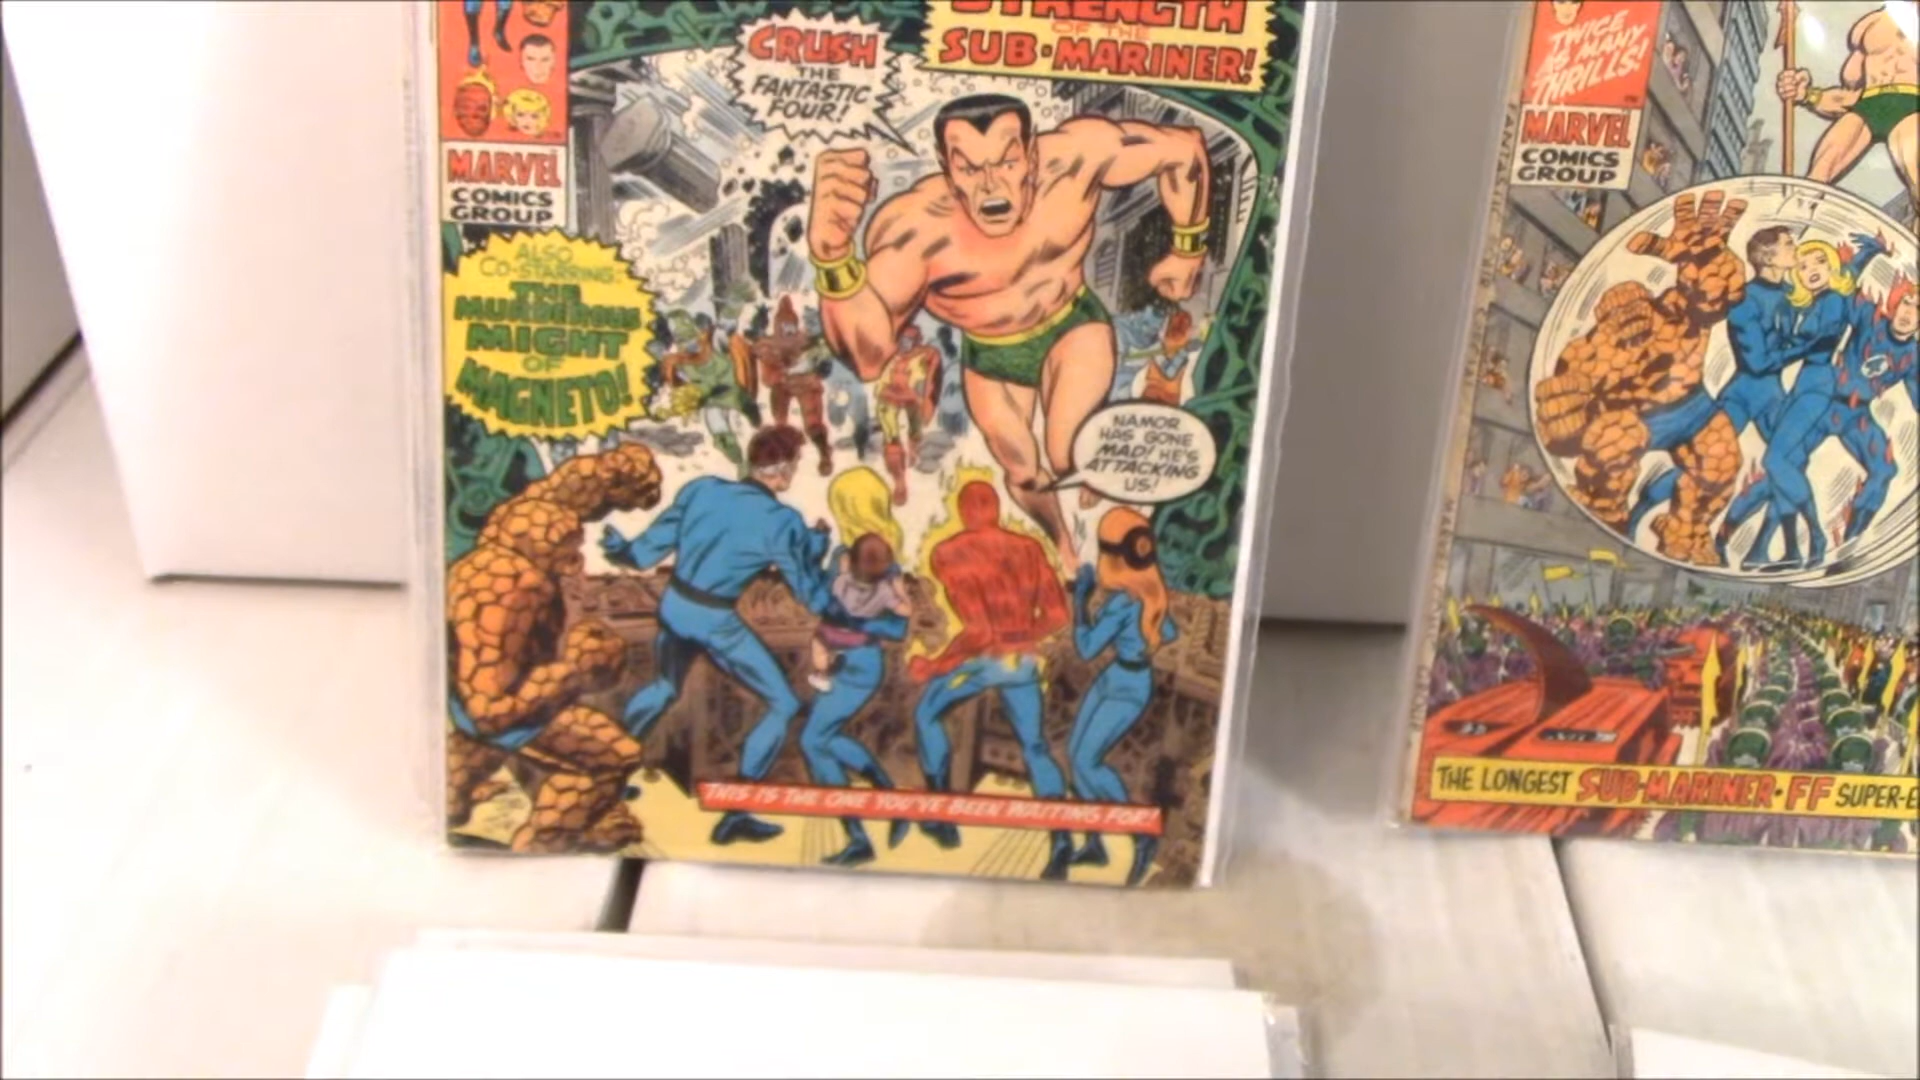 STRENGTH
OF THE
SUB-MARINER!
CRUSH
THE
FANTASTIC
FOUR!
MARVEL
COMICS
GROUP
ALSO
CO-STARRING:
THE
MURDEROUS
MIGHT
OF
MAGNETO!
NAMOR
HAS GONE
MAD! HE'S
ATTACKING
US!
THIS IS THE ONE YOU'VE BEEN WAITING FOR!
TWICE
AS MANY
THRILLS!
MARVEL
COMICS
GROUP
THE LONGEST SUB-MARINER-FF SUPER-E